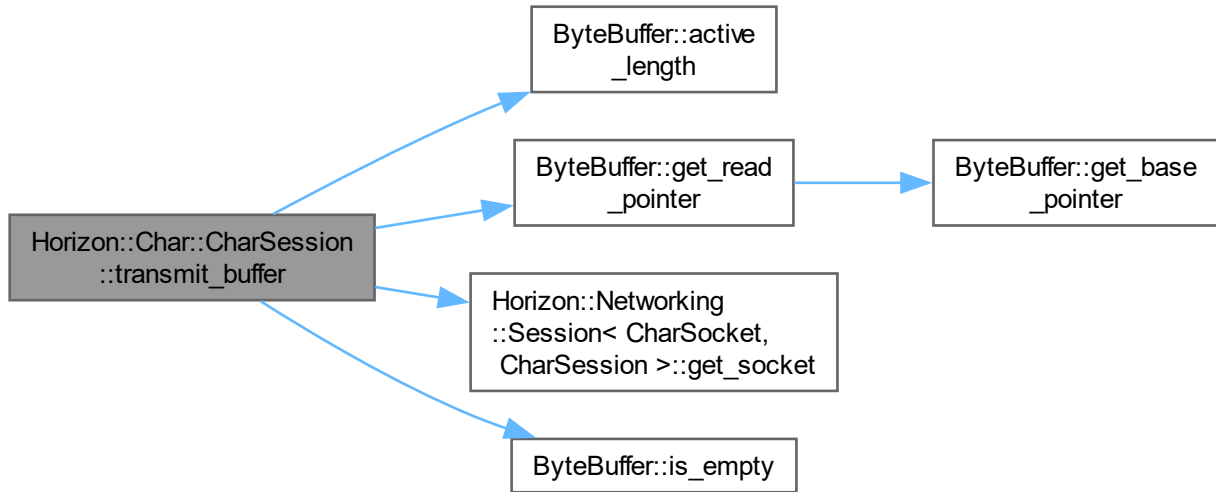 ByteBuffer::active
_length
ByteBuffer::get_read
_pointer
ByteBuffer::get_base
_pointer
Horizon::Char::CharSession
::transmit_buffer
Horizon::Networking
::Session< CharSocket,
CharSession >::get_socket
ByteBuffer::is_empty